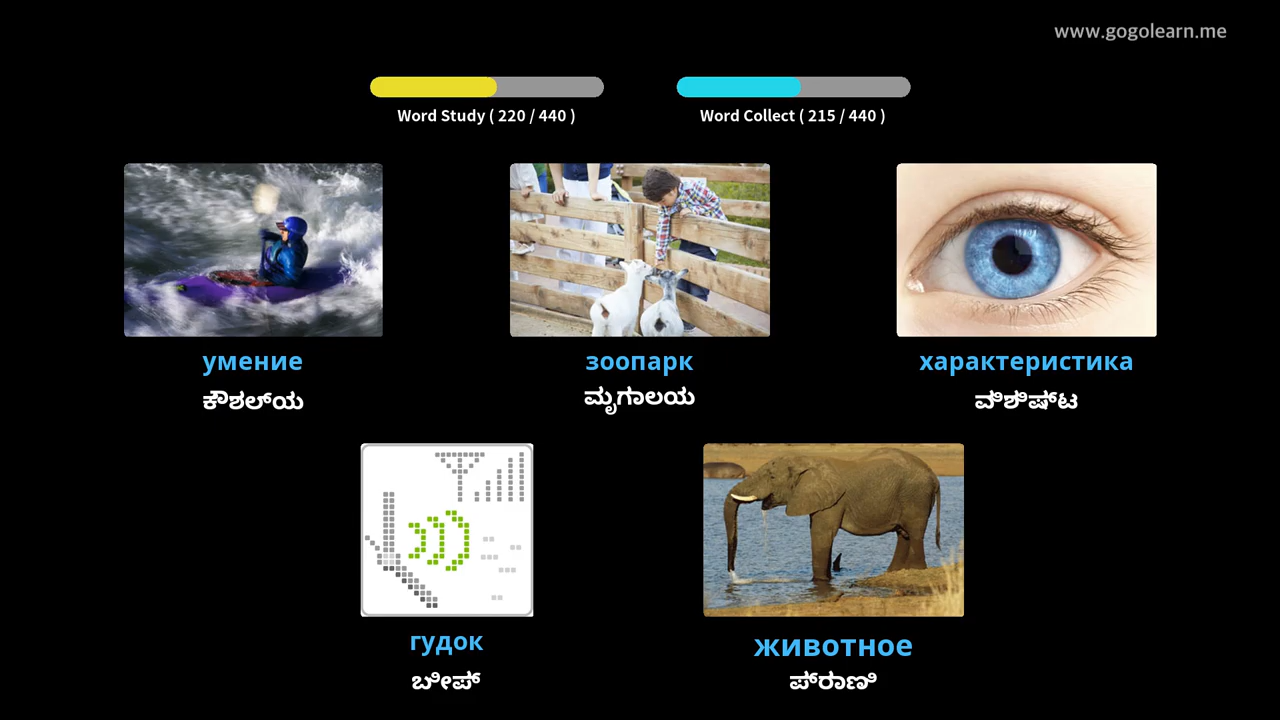 www.gogolearn.me
Word Study ( 220 / 440 )
Word Collect ( 215 / 440 )
умение
ಕೌಶಲ್ಯ
зоопарк
ಮೃಗಾಲಯ
характеристика
ವಿಶಿಷ್ಟ
гудок
ಬೀಪ್
животное
ಪ್ರಾಣಿ